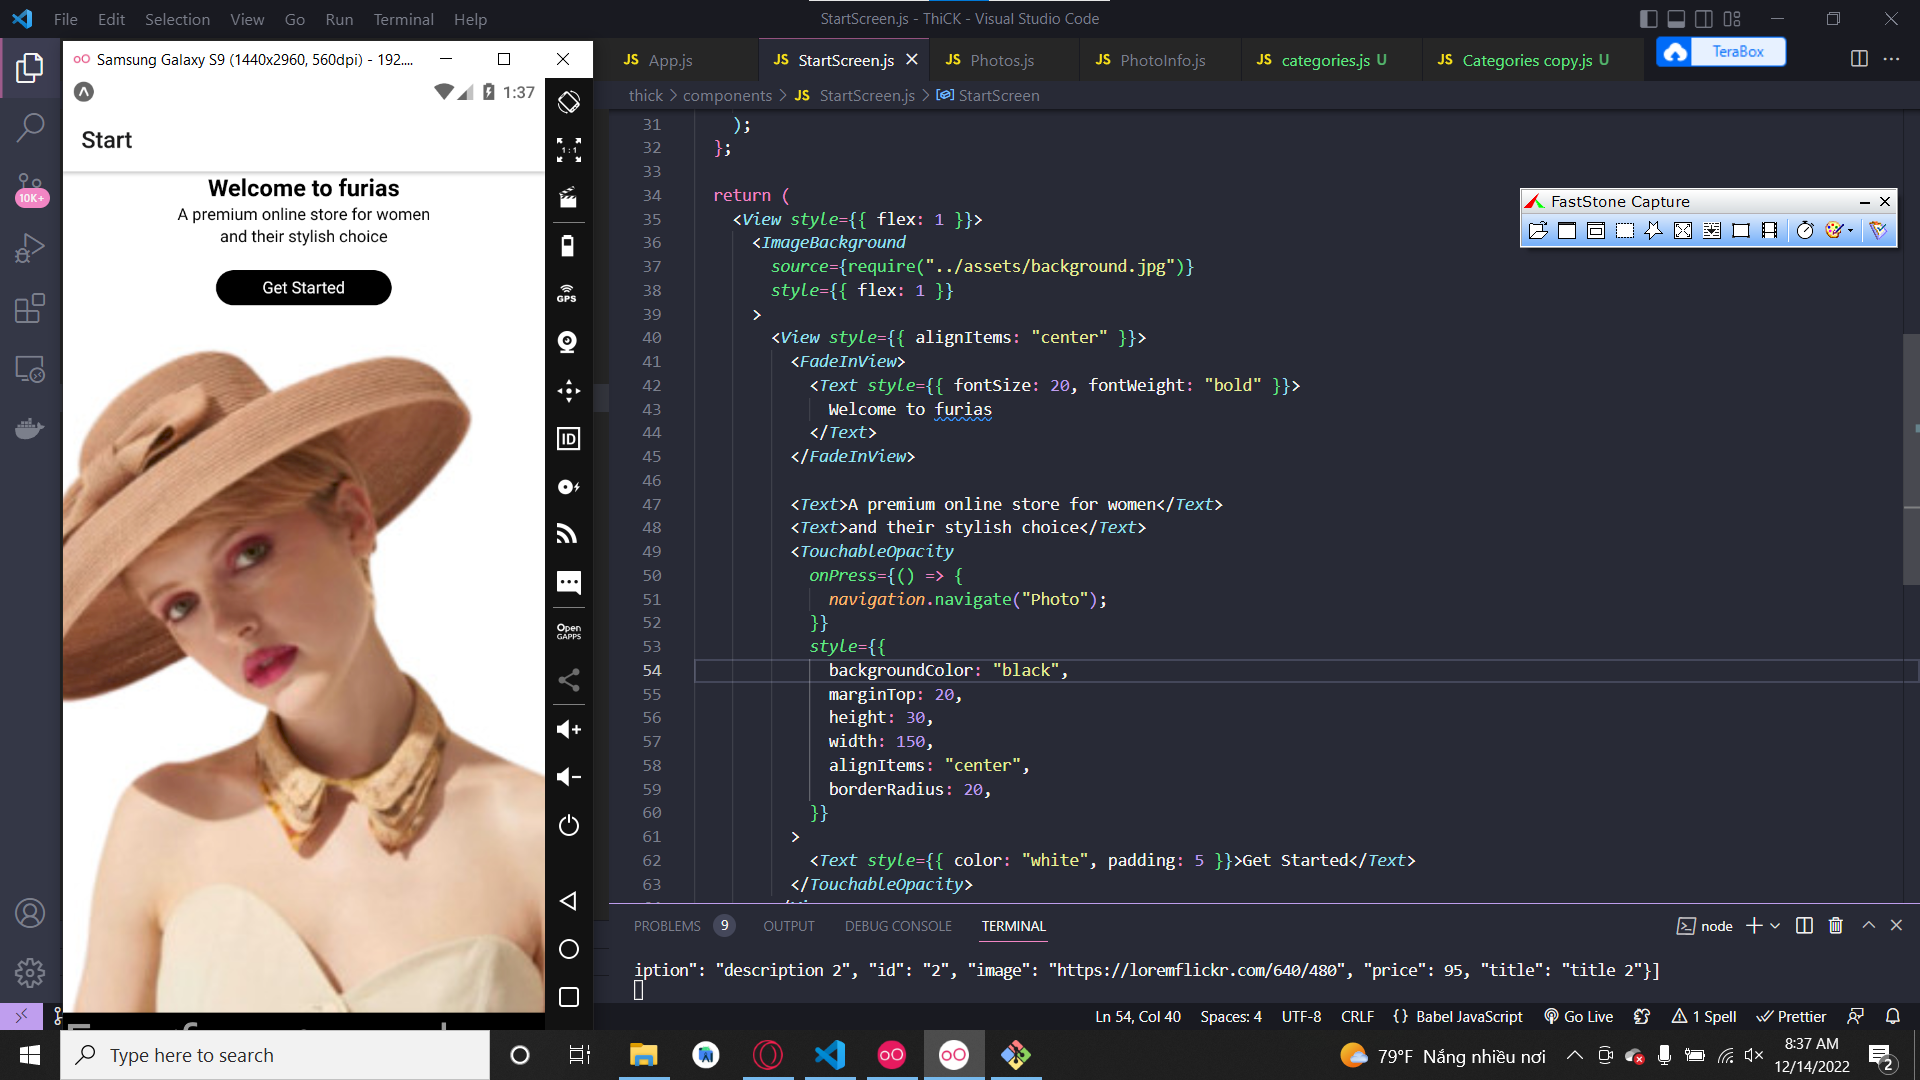 File Edit Selection View Go Run Terminal Help
StartScreen.js - ThiCK - Visual Studio Code
Samsung Galaxy S9 (1440x2960, 560dpi) - 192....
1:37
Start
Welcome to furias
A premium online store for women
and their stylish choice
Get Started
10K+
1:1
GPS
ID
Open
GAPPS
JS App.js
JS StartScreen.js
JS Photos.js
JS PhotoInfo.js
JS categories.js U
JS Categories copy.js U
TeraBox
thick > components > JS StartScreen.js > StartScreen
FastStone Capture
31 );
32 };
33
34 return (
35 <View style={{ flex: 1 }}>
36 <ImageBackground
37 source={require("../assets/background.jpg")}
38 style={{ flex: 1 }}
39 >
40 <View style={{ alignItems: "center" }}>
41 <FadeInView>
42 <Text style={{ fontSize: 20, fontWeight: "bold" }}>
43 Welcome to furias
44 </Text>
45 </FadeInView>
46
47 <Text>A premium online store for women</Text>
48 <Text>and their stylish choice</Text>
49 <TouchableOpacity
50 onPress={() => {
51 navigation.navigate("Photo");
52 }}
53 style={{
54 backgroundColor: "black",
55 marginTop: 20,
56 height: 30,
57 width: 150,
58 alignItems: "center",
59 borderRadius: 20,
60 }}
61 >
62 <Text style={{ color: "white", padding: 5 }}>Get Started</Text>
63 </TouchableOpacity>
PROBLEMS 9 OUTPUT DEBUG CONSOLE TERMINAL
node
iption": "description 2", "id": "2", "image": "https://loremflickr.com/640/480", "price": 95, "title": "title 2"}]
Ln 54, Col 40 Spaces: 4 UTF-8 CRLF {} Babel JavaScript Go Live 1 Spell Prettier
Type here to search
79°F Nắng nhiều nơi
8:37 AM
12/14/2022
2